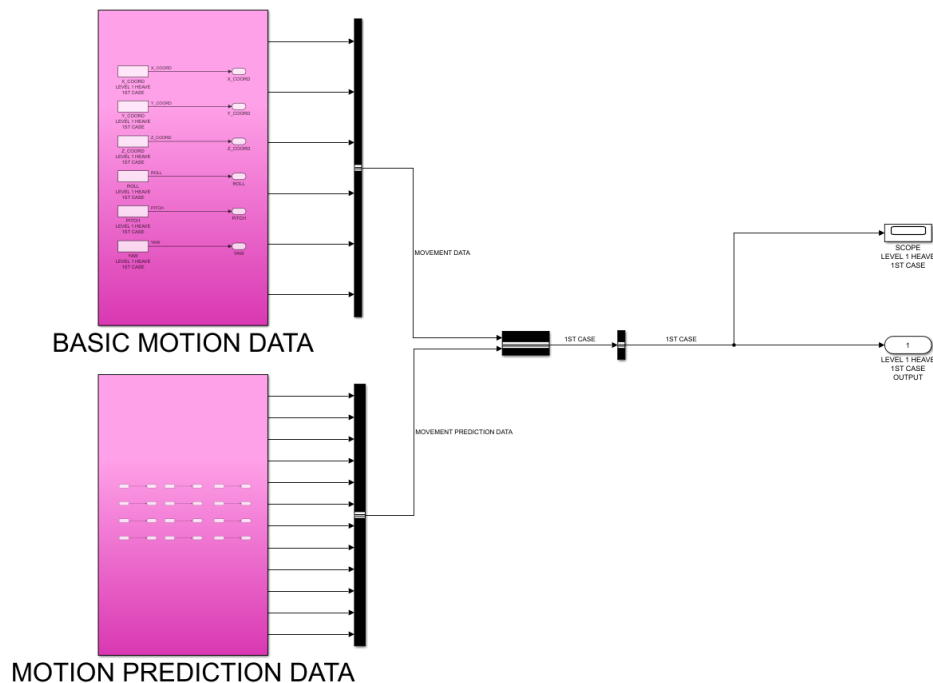 X_COORD
X_COORD
X_COORD
LEVEL 1 HEAVE
1ST CASE
Y_COORD
Y_COORD
Y_COORD
LEVEL 1 HEAVE
1ST CASE
Z_COORD
Z_COORD
Z_COORD
LEVEL 1 HEAVE
1ST CASE
ROLL
ROLL
ROLL
LEVEL 1 HEAVE
1ST CASE
PITCH
PITCH
PITCH
LEVEL 1 HEAVE
1ST CASE
YAW
YAW
YAW
LEVEL 1 HEAVE
1ST CASE
BASIC MOTION DATA
MOVEMENT DATA
SCOPE
LEVEL 1 HEAVE
1ST CASE
1ST CASE
1ST CASE
1
LEVEL 1 HEAVE
1ST CASE
OUTPUT
MOVEMENT PREDICTION DATA
MOTION PREDICTION DATA